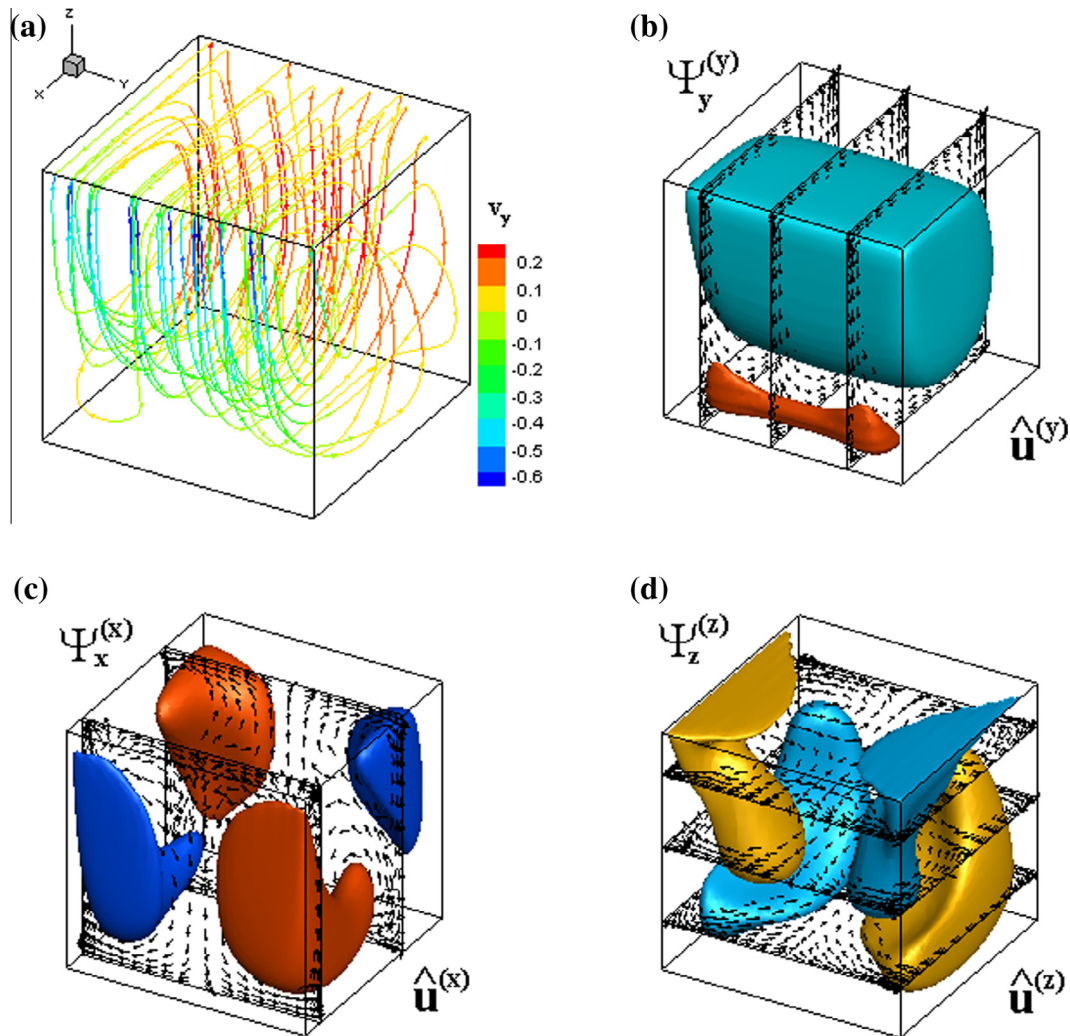 (a)
z
x
Y
v_y
0.2
0.1
0
-0.1
-0.2
-0.3
-0.4
-0.5
-0.6
(b)
Ψ_y^(y)
û^(y)
(c)
Ψ_x^(x)
û^(x)
(d)
Ψ_z^(z)
û^(z)